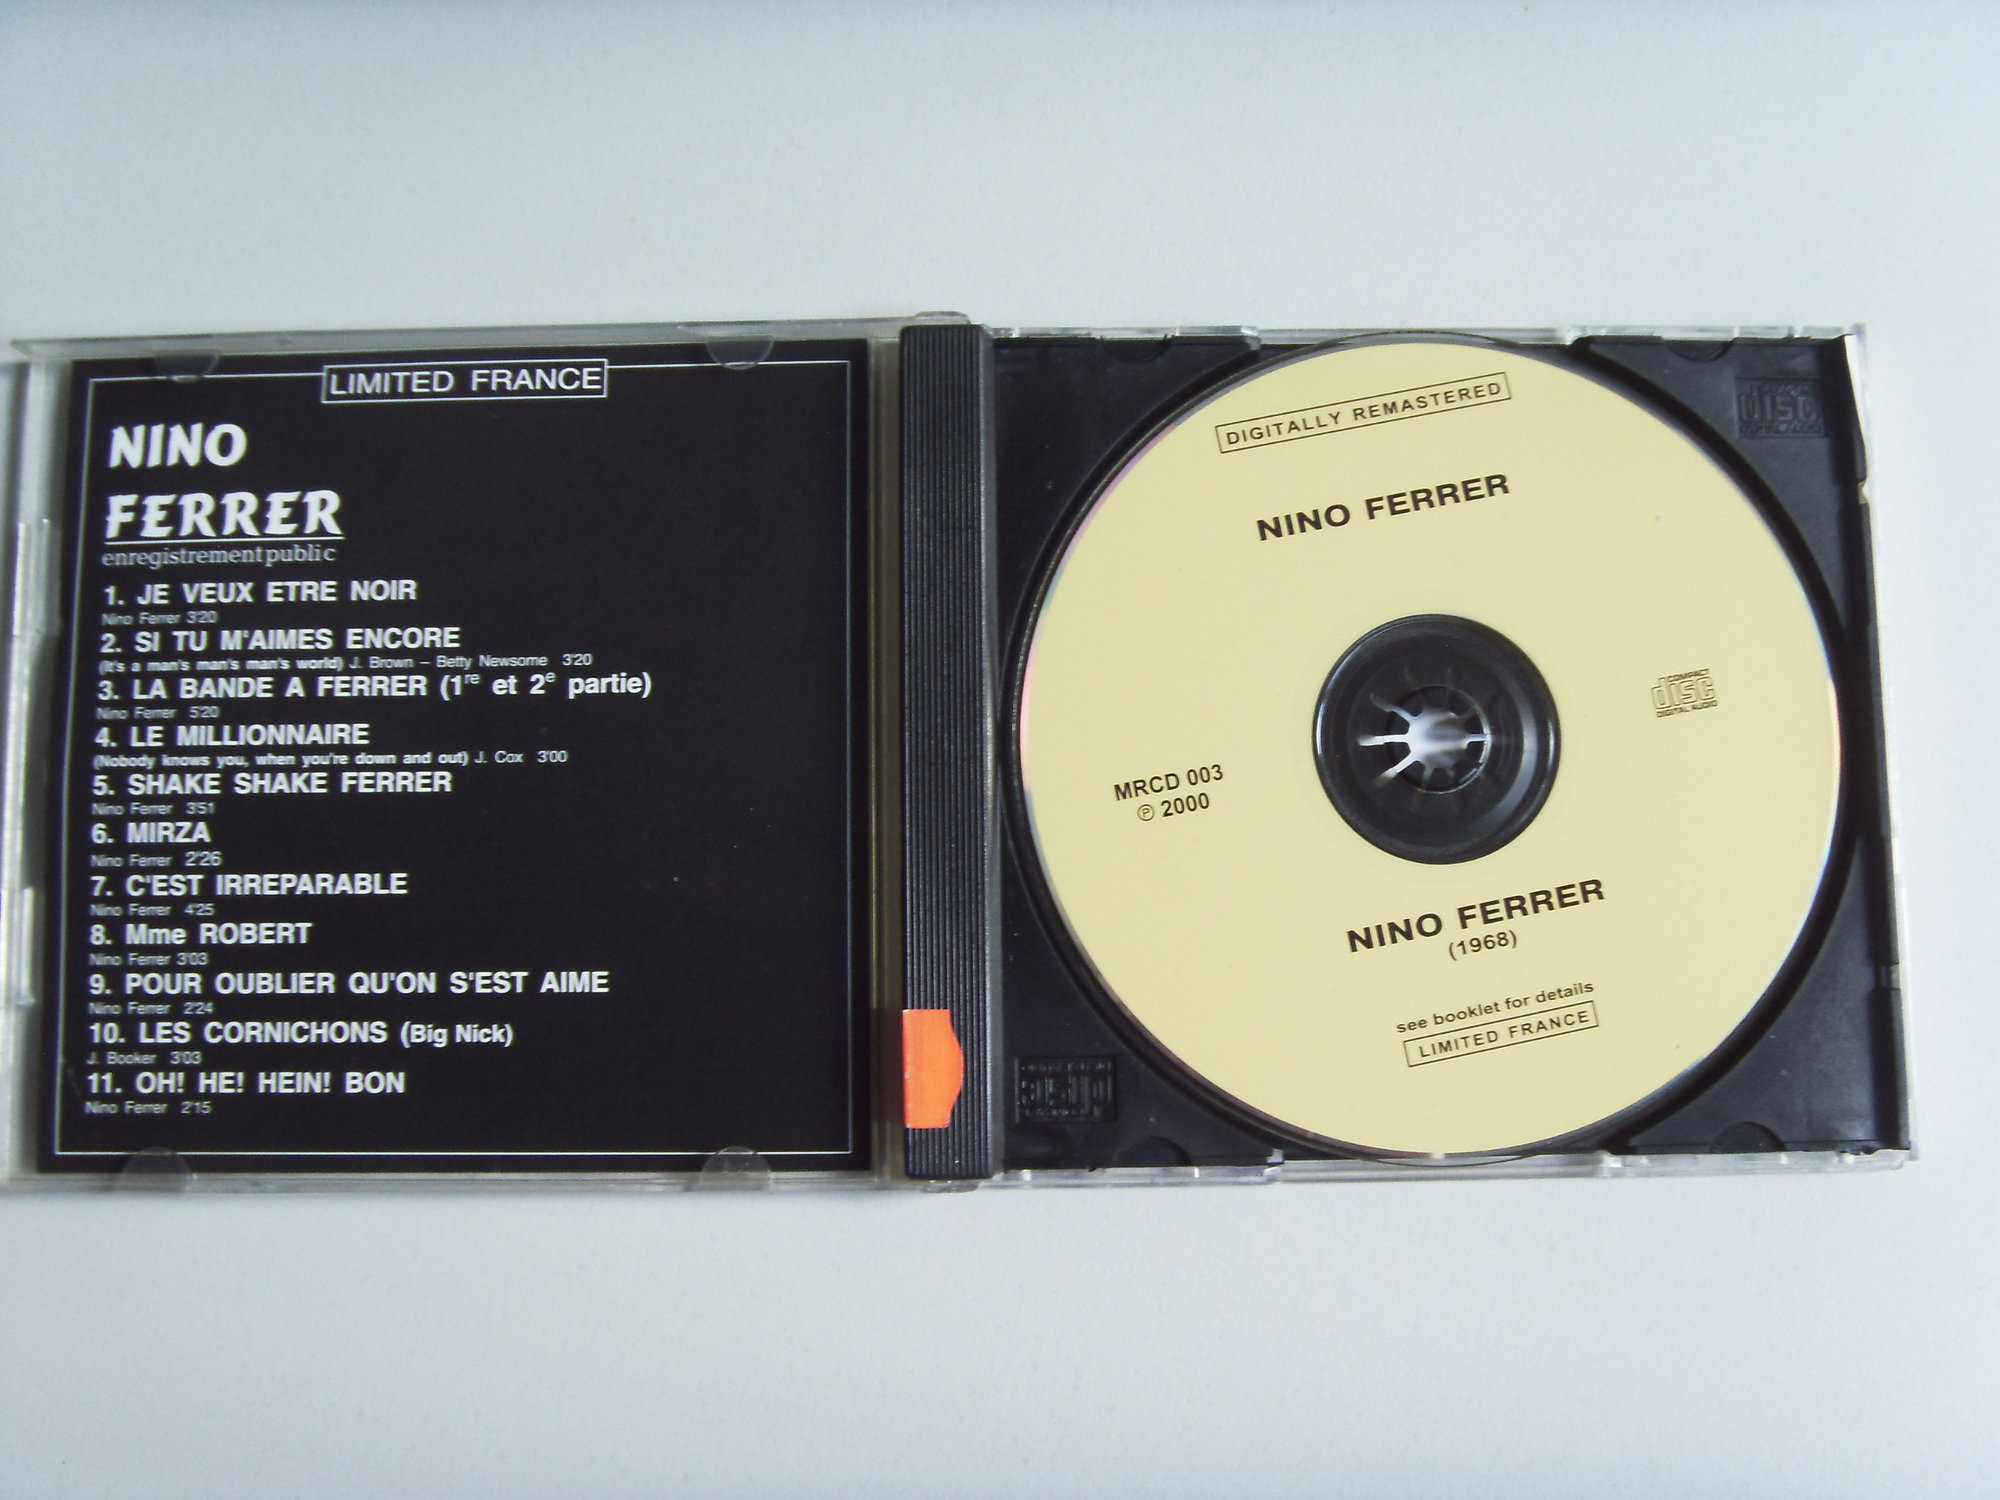 LIMITED FRANCE
NINO
FERRER
enregistrement public
1. JE VEUX ETRE NOIR
Nino Ferrer 3'20
2. SI TU M'AIMES ENCORE
(It's a man's man's man's world) J. Brown – Betty Newsome 3'20
3. LA BANDE A FERRER (1re et 2e partie)
Nino Ferrer 5'20
4. LE MILLIONNAIRE
(Nobody knows you, when you're down and out) J. Cox 3'00
5. SHAKE SHAKE FERRER
Nino Ferrer 3'51
6. MIRZA
Nino Ferrer 2'26
7. C'EST IRREPARABLE
Nino Ferrer 4'25
8. Mme ROBERT
Nino Ferrer 3'03
9. POUR OUBLIER QU'ON S'EST AIME
Nino Ferrer 2'24
10. LES CORNICHONS (Big Nick)
J. Booker 3'03
11. OH! HE! HEIN! BON
Nino Ferrer 2'15
DIGITALLY REMASTERED
NINO FERRER
COMPACT
disc
DIGITAL AUDIO
MRCD 003
℗ 2000
NINO FERRER
(1968)
see booklet for details
LIMITED FRANCE
disc
disc